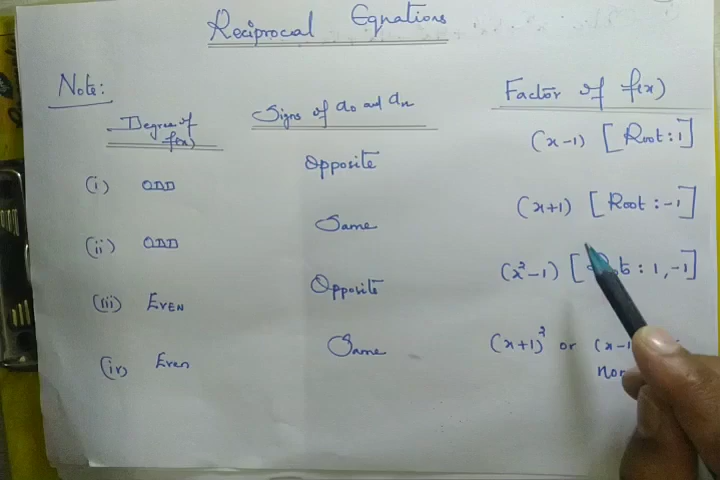 Reciprocal Equations
Note:
Degree of f(x) Signs of a0 and an Factor of f(x)
(i) ODD Opposite (x-1) [Root: 1]
(ii) ODD Same (x+1) [Root: -1]
(iii) EVEN Opposite (x²-1) [ : 1, -1]
(iv) Even Same (x+1)² or (x-1